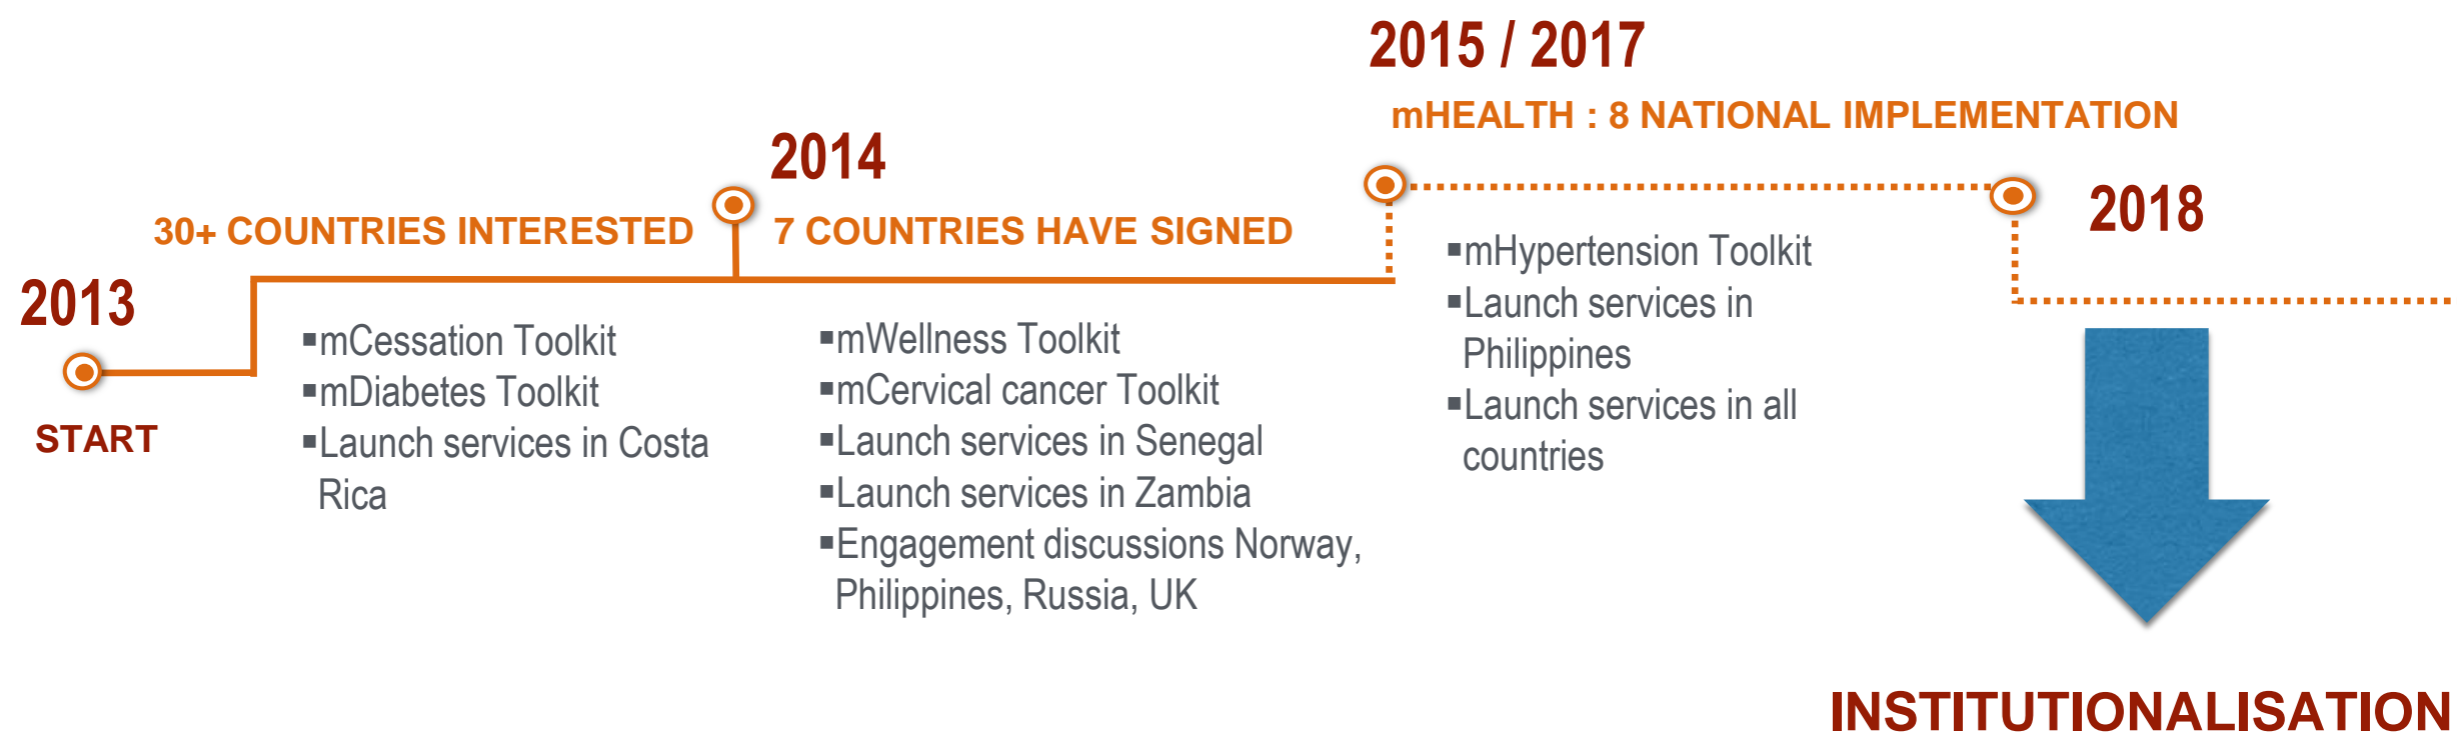 2013
START
30+ COUNTRIES INTERESTED
▪mCessation Toolkit
▪mDiabetes Toolkit
▪Launch services in Costa
Rica
2014
7 COUNTRIES HAVE SIGNED
▪mWellness Toolkit
▪mCervical cancer Toolkit
▪Launch services in Senegal
▪Launch services in Zambia
▪Engagement discussions Norway,
Philippines, Russia, UK
2015 / 2017
mHEALTH : 8 NATIONAL IMPLEMENTATION
▪mHypertension Toolkit
▪Launch services in
Philippines
▪Launch services in all
countries
2018
INSTITUTIONALISATION